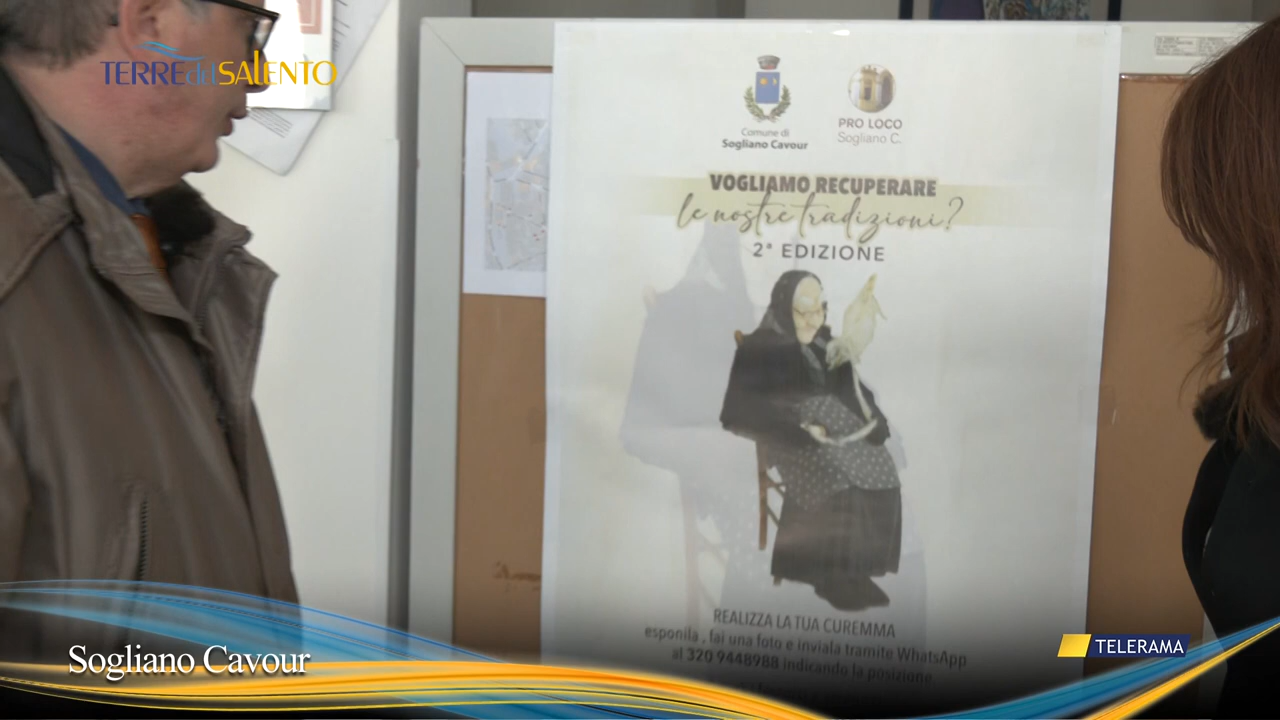 TERRE del SALENTO
Comune di
Sogliano Cavour
PRO LOCO
Sogliano C.
VOGLIAMO RECUPERARE
le nostre tradizioni?
2ª EDIZIONE
REALIZZA LA TUA CUREMMA
esponila , fai una foto e inviala tramite WhatsApp
al 320 9448988 indicando la posizione
Sogliano Cavour
TELERAMA